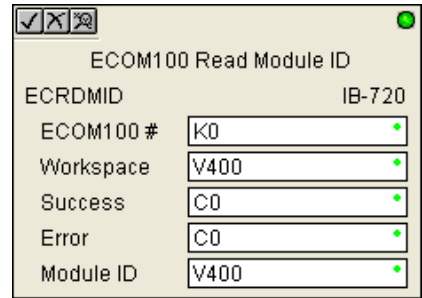 ECOM100 Read Module ID
ECRDMID IB-720
ECOM100 # K0
Workspace V400
Success C0
Error C0
Module ID V400